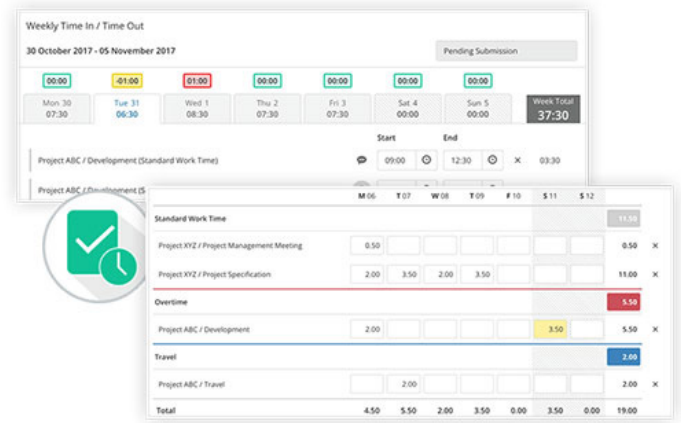 Weekly Time In / Time Out
30 October 2017 - 05 November 2017 Pending Submission
00:00 -01:00 01:00 00:00 00:00 00:00 00:00
Mon 30 Tue 31 Wed 1 Thu 2 Fri 3 Sat 4 Sun 5 Week Total
07:30 06:30 08:30 07:30 07:30 00:00 00:00 37:30
Start End
Project ABC / Development (Standard Work Time) 09:00 12:30 × 03:30
Project ABC / Development (S
M 06 T 07 W 08 T 09 F 10 S 11 S 12
Standard Work Time 11.50
Project XYZ / Project Management Meeting 0.50 0.50 ×
Project XYZ / Project Specification 2.00 3.50 2.00 3.50 11.00 ×
Overtime 5.50
Project ABC / Development 2.00 3.50 5.50 ×
Travel 2.00
Project ABC / Travel 2.00 2.00 ×
Total 4.50 5.50 2.00 3.50 0.00 3.50 0.00 19.00